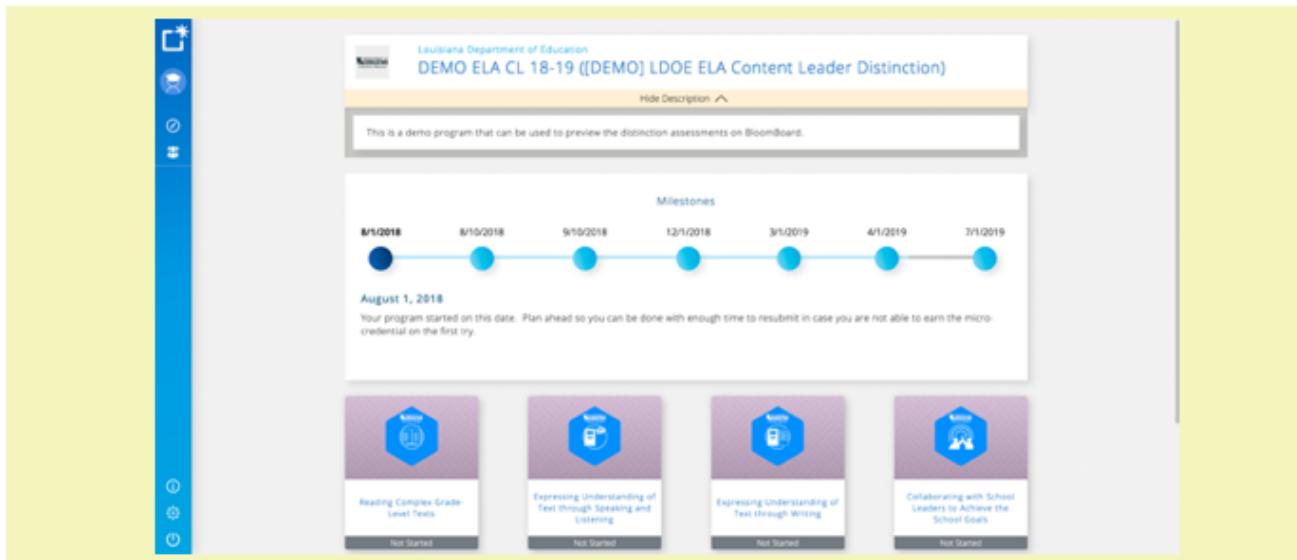 Louisiana Department of Education
DEMO ELA CL 18-19 ([DEMO] LDOE ELA Content Leader Distinction)
Hide Description
This is a demo program that can be used to preview the distinction assessments on BloomBoard.
Milestones
8/1/2018 8/10/2018 9/10/2018 12/1/2018 3/1/2019 4/1/2019 7/1/2019
August 1, 2018
Your program started on this date. Plan ahead so you can be done with enough time to resubmit in case you are not able to earn the micro-
credential on the first try.
Reading Complex Grade-
Level Texts
Not Started
Expressing Understanding of
Text through Speaking and
Listening
Not Started
Expressing Understanding of
Text through Writing
Not Started
Collaborating with School
Leaders to Achieve the
School Goals
Not Started